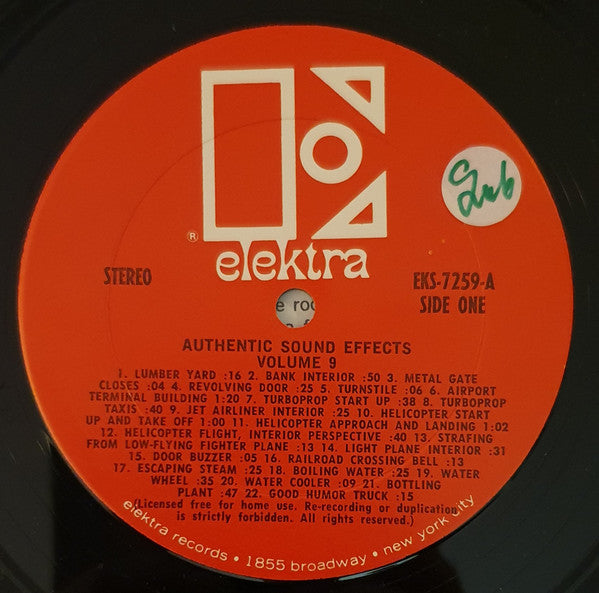 ®
elektra
STEREO
EKS-7259-A
SIDE ONE
e roo
AUTHENTIC SOUND EFFECTS
VOLUME 9
1. LUMBER YARD :16 2. BANK INTERIOR :50 3. METAL GATE
CLOSES :04 4. REVOLVING DOOR :25 5. TURNSTILE :06 6. AIRPORT
TERMINAL BUILDING 1:20 7. TURBOPROP START UP :38 8. TURBOPROP
TAXIS :40 9. JET AIRLINER INTERIOR :25 10. HELICOPTER START
UP AND TAKE OFF 1:00 11. HELICOPTER APPROACH AND LANDING 1:02
12. HELICOPTER FLIGHT, INTERIOR PERSPECTIVE :40 13. STRAFING
FROM LOW-FLYING FIGHTER PLANE :13 14. LIGHT PLANE INTERIOR :31
15. DOOR BUZZER :05 16. RAILROAD CROSSING BELL :13
17. ESCAPING STEAM :25 18. BOILING WATER :25 19. WATER
WHEEL :35 20. WATER COOLER :09 21. BOTTLING
PLANT :47 22. GOOD HUMOR TRUCK :15
(Licensed free for home use. Re-recording or duplication
is strictly forbidden. All rights reserved.)
elektra records • 1855 broadway • new york city